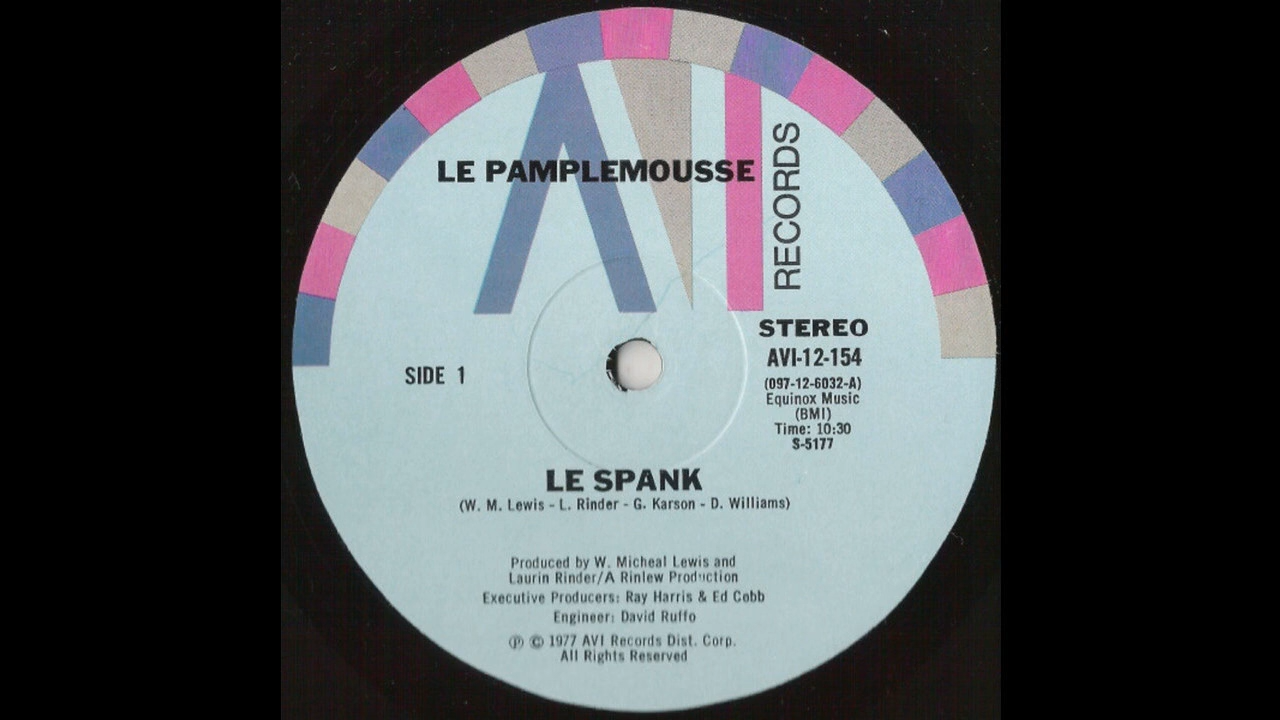 AVI
RECORDS
LE PAMPLEMOUSSE
STEREO
AVI-12-154
(097-12-6032-A)
Equinox Music
(BMI)
Time: 10:30
S-5177
SIDE 1
LE SPANK
(W. M. Lewis - L. Rinder - G. Karson - D. Williams)
Produced by W. Micheal Lewis and
Laurin Rinder/A Rinlew Production
Executive Producers: Ray Harris & Ed Cobb
Engineer: David Ruffo
℗ © 1977 AVI Records Dist. Corp.
All Rights Reserved